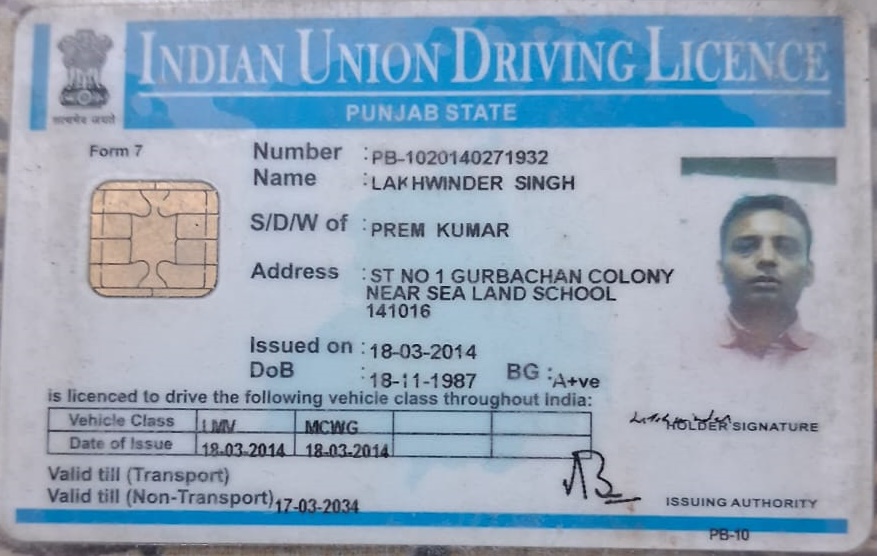 INDIAN UNION DRIVING LICENCE
सत्यमेव जयते
PUNJAB STATE
Form 7
Number : PB-1020140271932
Name : LAKHWINDER SINGH
S/D/W of : PREM KUMAR
Address : ST NO 1 GURBACHAN COLONY
NEAR SEA LAND SCHOOL
141016
Issued on : 18-03-2014
DoB : 18-11-1987 BG : A+ve
is licenced to drive the following vehicle class throughout India:
Vehicle Class LMV MCWG
Date of Issue 18-03-2014 18-03-2014
HOLDER SIGNATURE
Valid till (Transport)
Valid till (Non-Transport) 17-03-2034
ISSUING AUTHORITY
PB-10